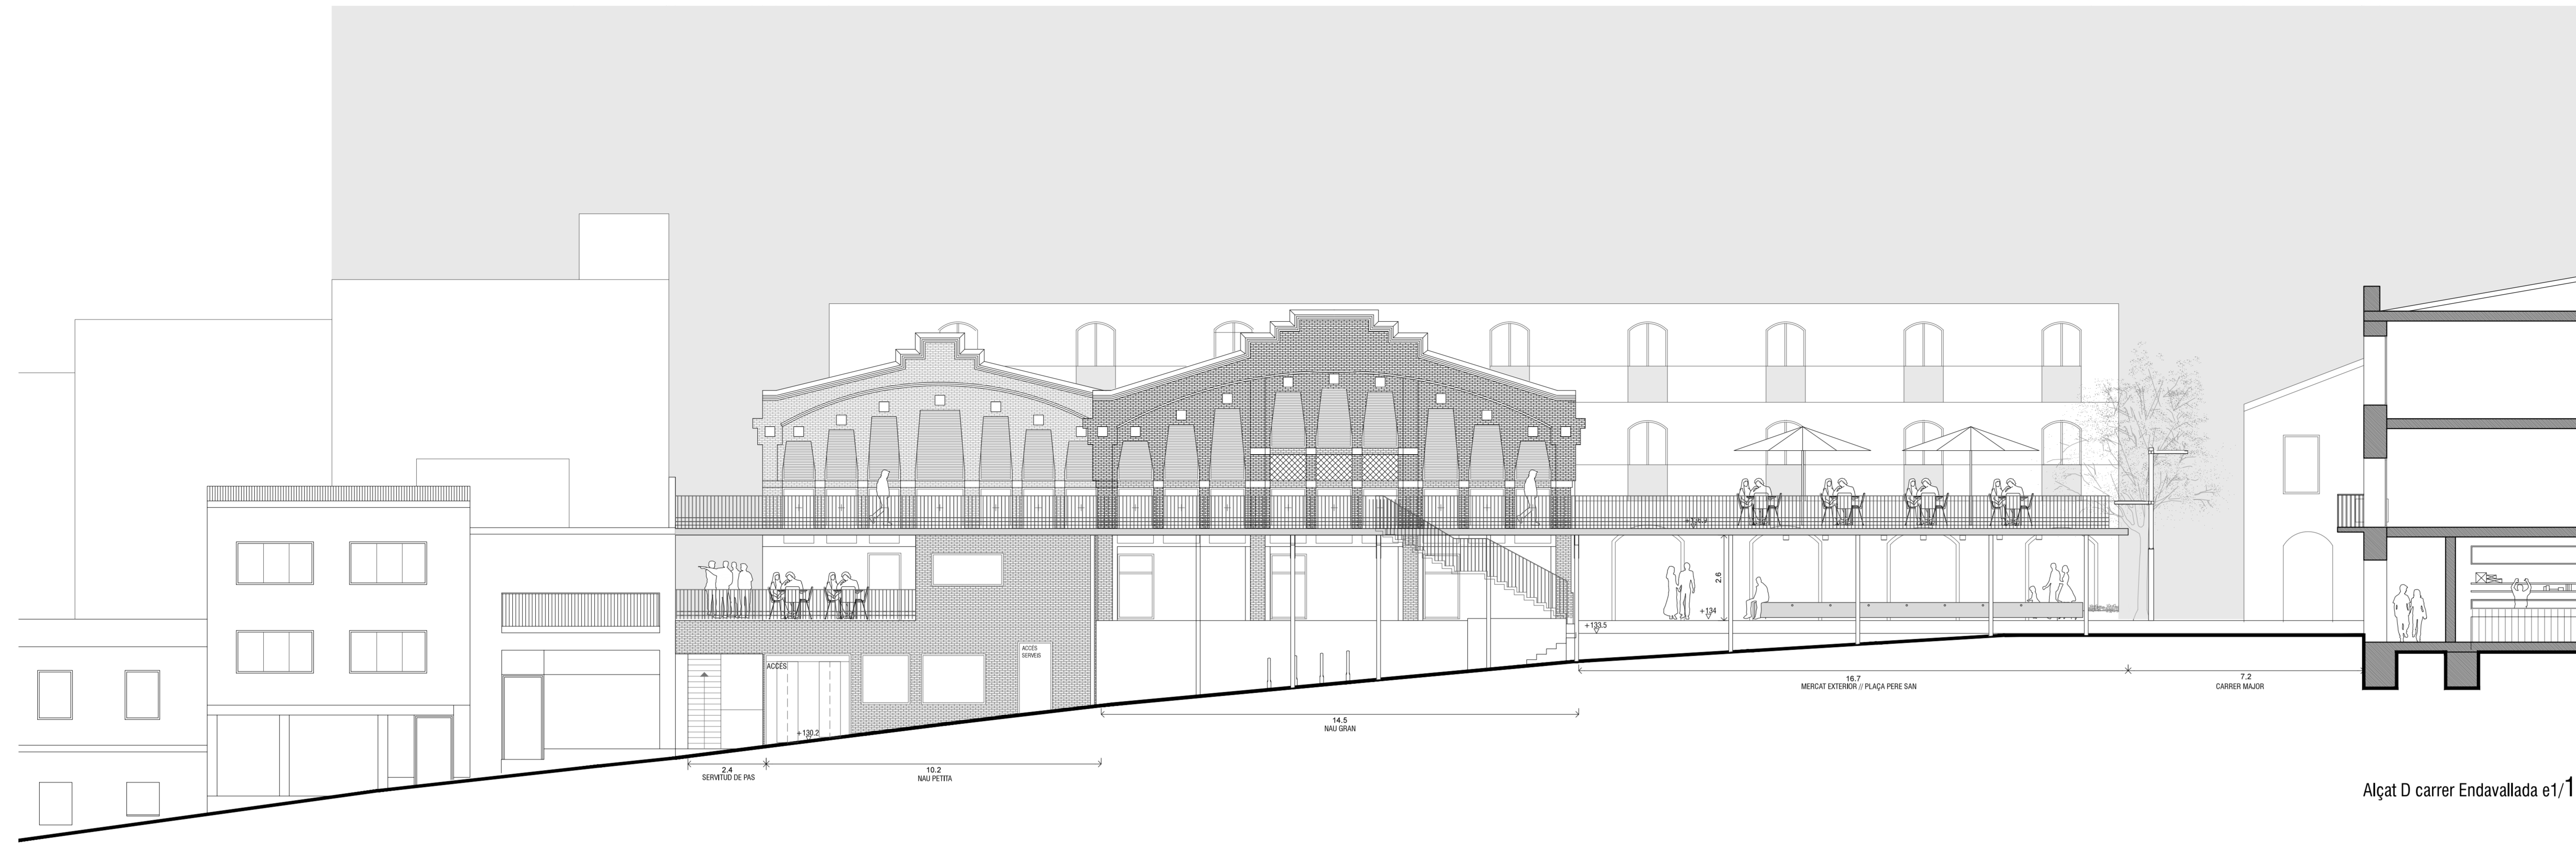 +136.5
2.6
+134
+133.5
ACCÉS
SERVEIS
ACCÉS
+130.2
16.7
MERCAT EXTERIOR // PLAÇA PERE SAN
7.2
CARRER MAJOR
14.5
NAU GRAN
2.4
SERVITUD DE PAS
10.2
NAU PETITA
Alçat D carrer Endavallada e1/1